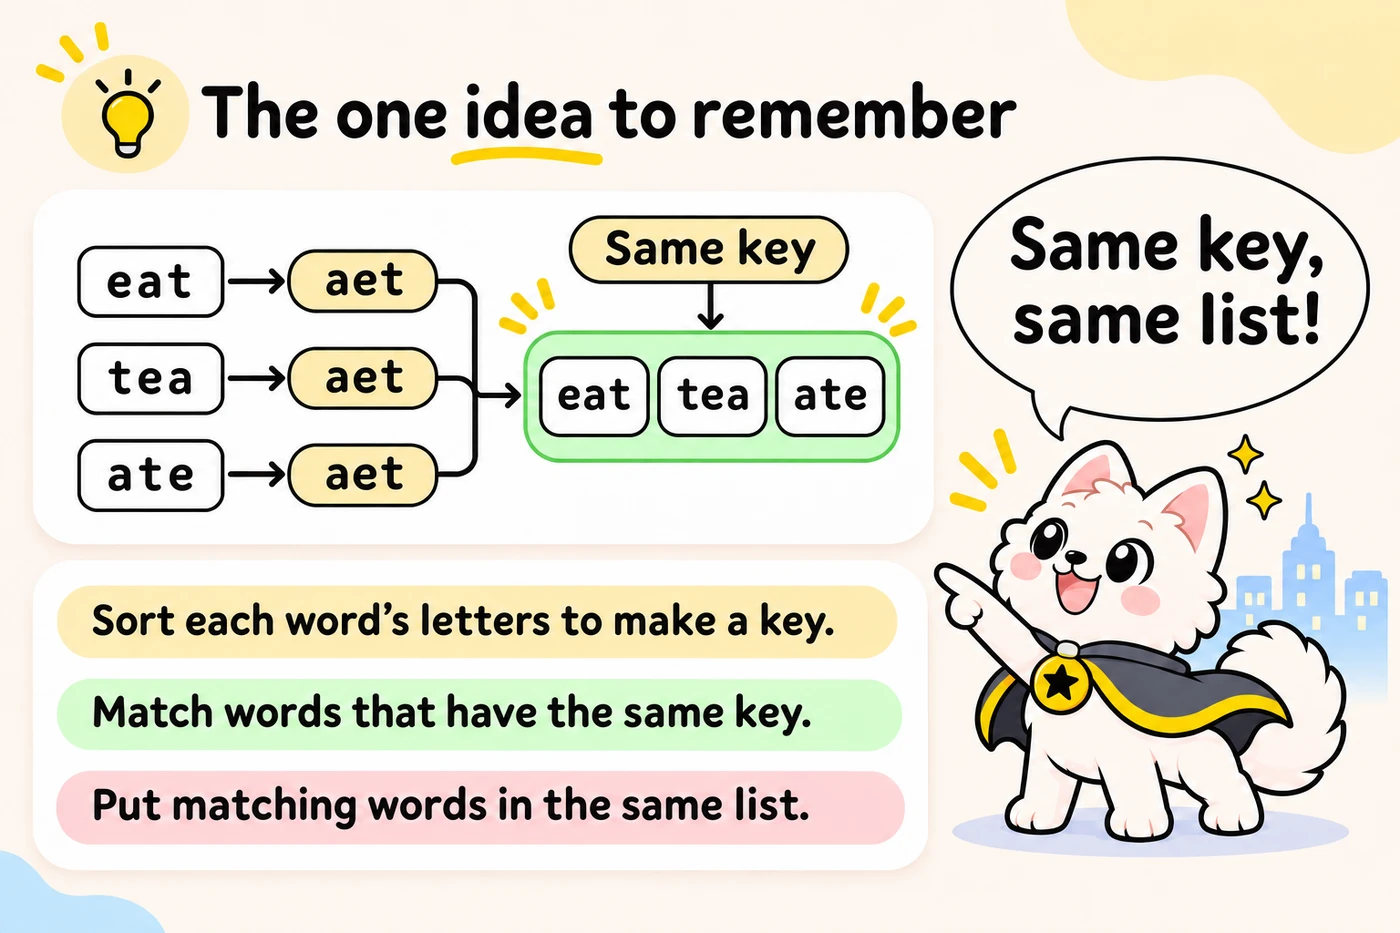 The one idea to remember
eat
aet
tea
aet
ate
aet
Same key
eat tea ate
Same key,
same list!
Sort each word’s letters to make a key.
Match words that have the same key.
Put matching words in the same list.